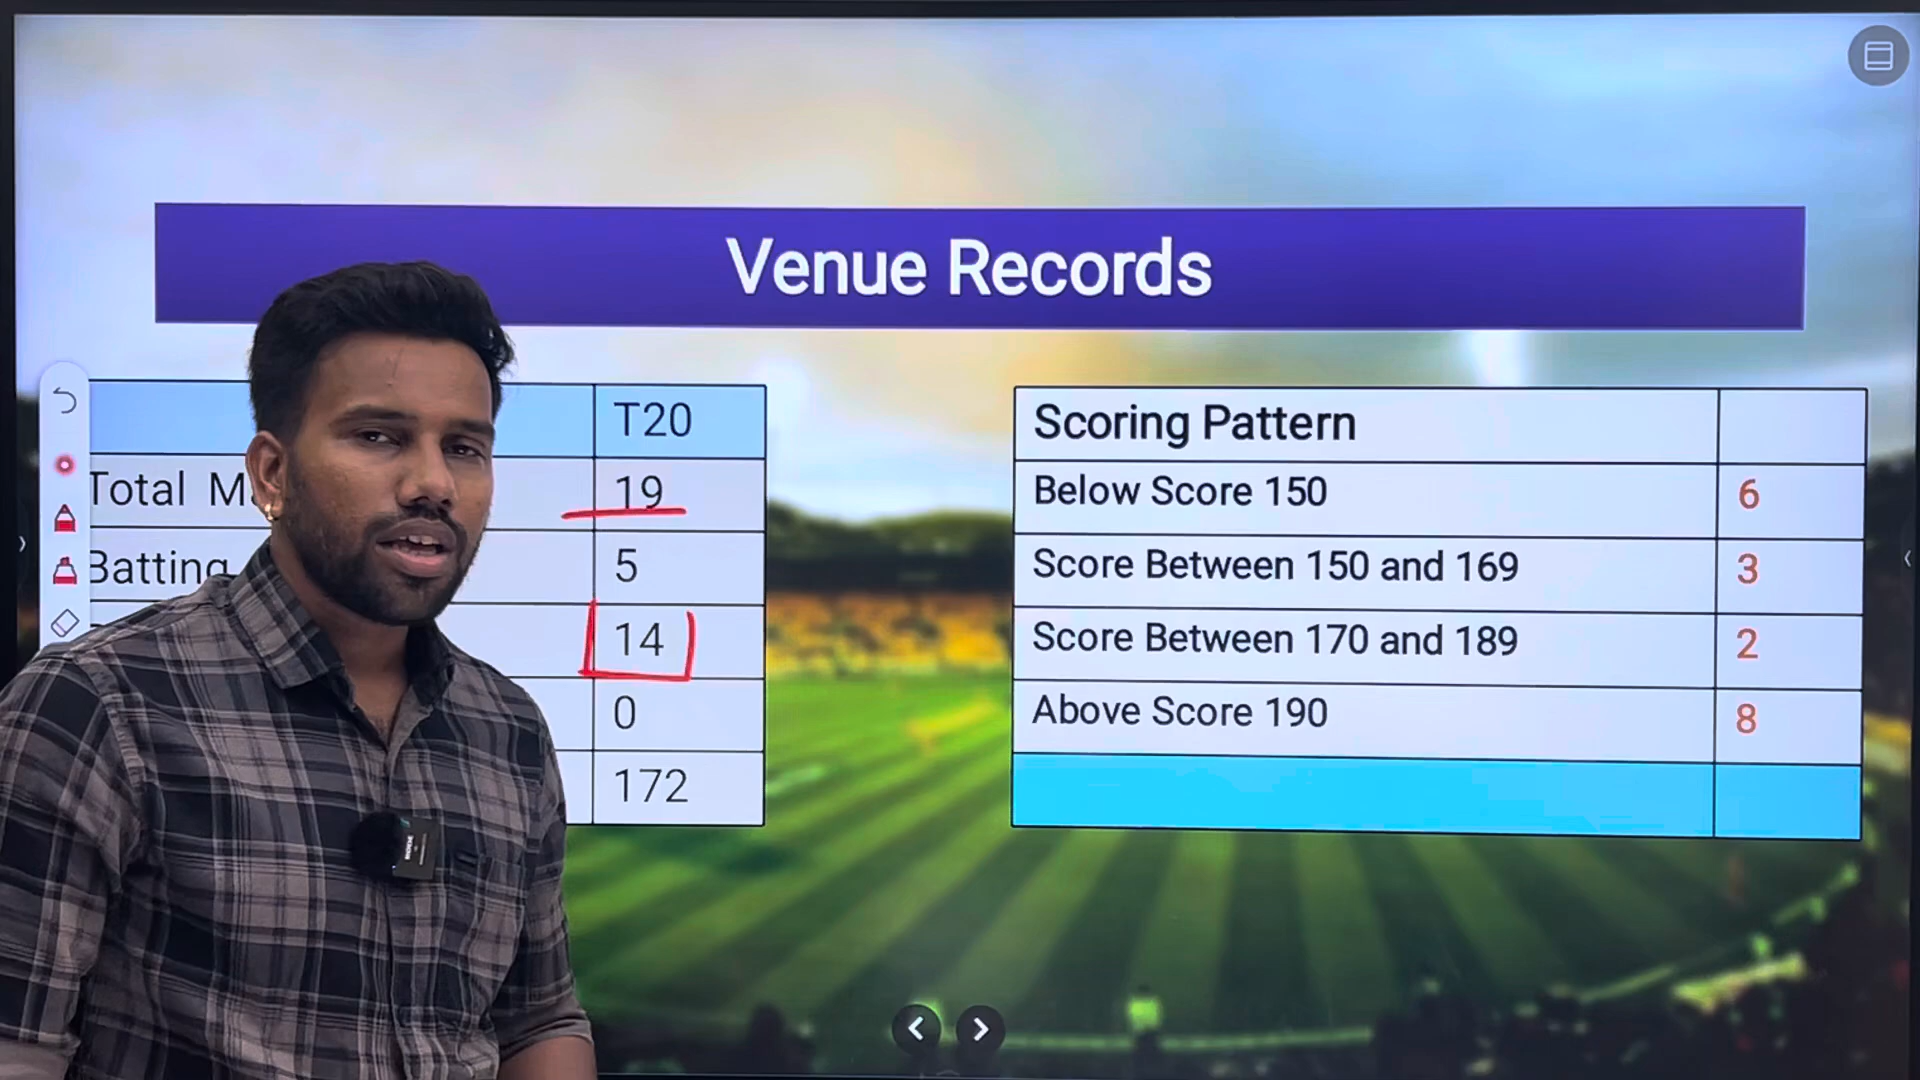 Venue Records
T20
Total 19
Batting 5
14
0
172
Scoring Pattern
Below Score 150 6
Score Between 150 and 169 3
Score Between 170 and 189 2
Above Score 190 8